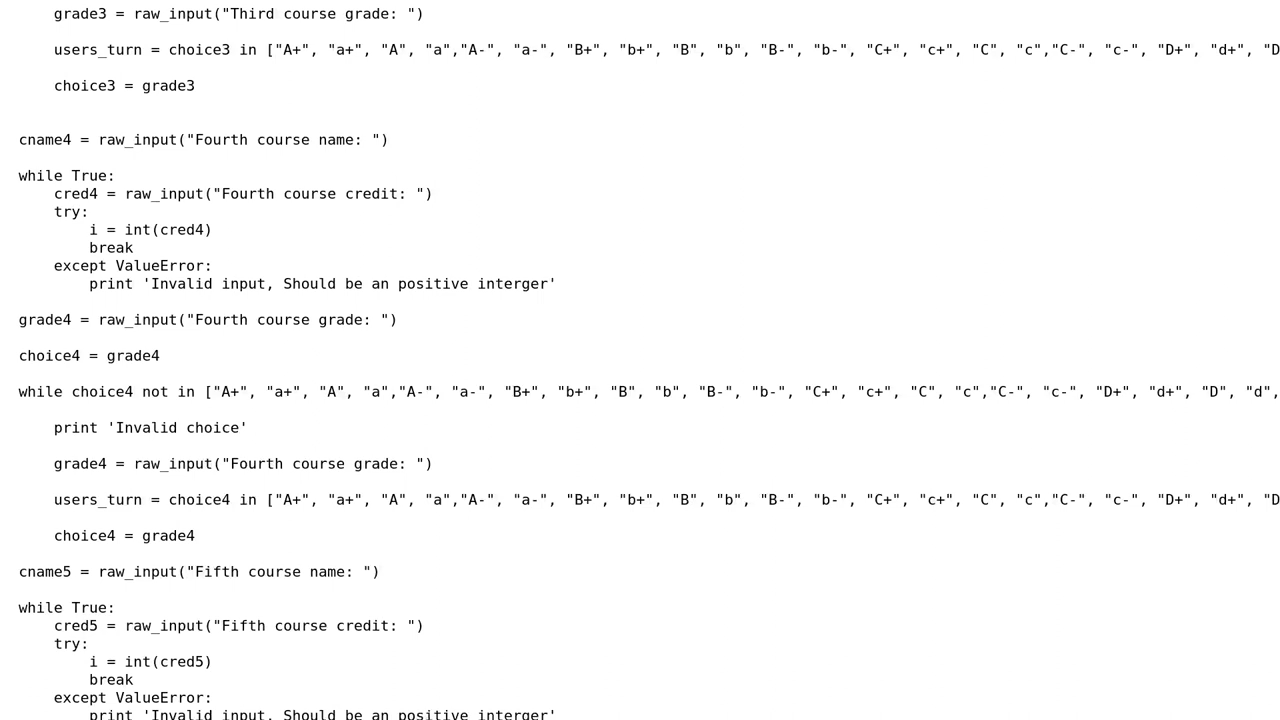 grade3 = raw_input("Third course grade: ")
    users_turn = choice3 in ["A+", "a+", "A", "a","A-", "a-", "B+", "b+", "B", "b", "B-", "b-", "C+", "c+", "C", "c","C-", "c-", "D+", "d+", "D
    choice3 = grade3
cname4 = raw_input("Fourth course name: ")
while True:
    cred4 = raw_input("Fourth course credit: ")
    try:
        i = int(cred4)
        break
    except ValueError:
        print 'Invalid input, Should be an positive interger'
grade4 = raw_input("Fourth course grade: ")
choice4 = grade4
while choice4 not in ["A+", "a+", "A", "a","A-", "a-", "B+", "b+", "B", "b", "B-", "b-", "C+", "c+", "C", "c","C-", "c-", "D+", "d+", "D", "d",
    print 'Invalid choice'
    grade4 = raw_input("Fourth course grade: ")
    users_turn = choice4 in ["A+", "a+", "A", "a","A-", "a-", "B+", "b+", "B", "b", "B-", "b-", "C+", "c+", "C", "c","C-", "c-", "D+", "d+", "D
    choice4 = grade4
cname5 = raw_input("Fifth course name: ")
while True:
    cred5 = raw_input("Fifth course credit: ")
    try:
        i = int(cred5)
        break
    except ValueError:
        print 'Invalid input, Should be an positive interger'